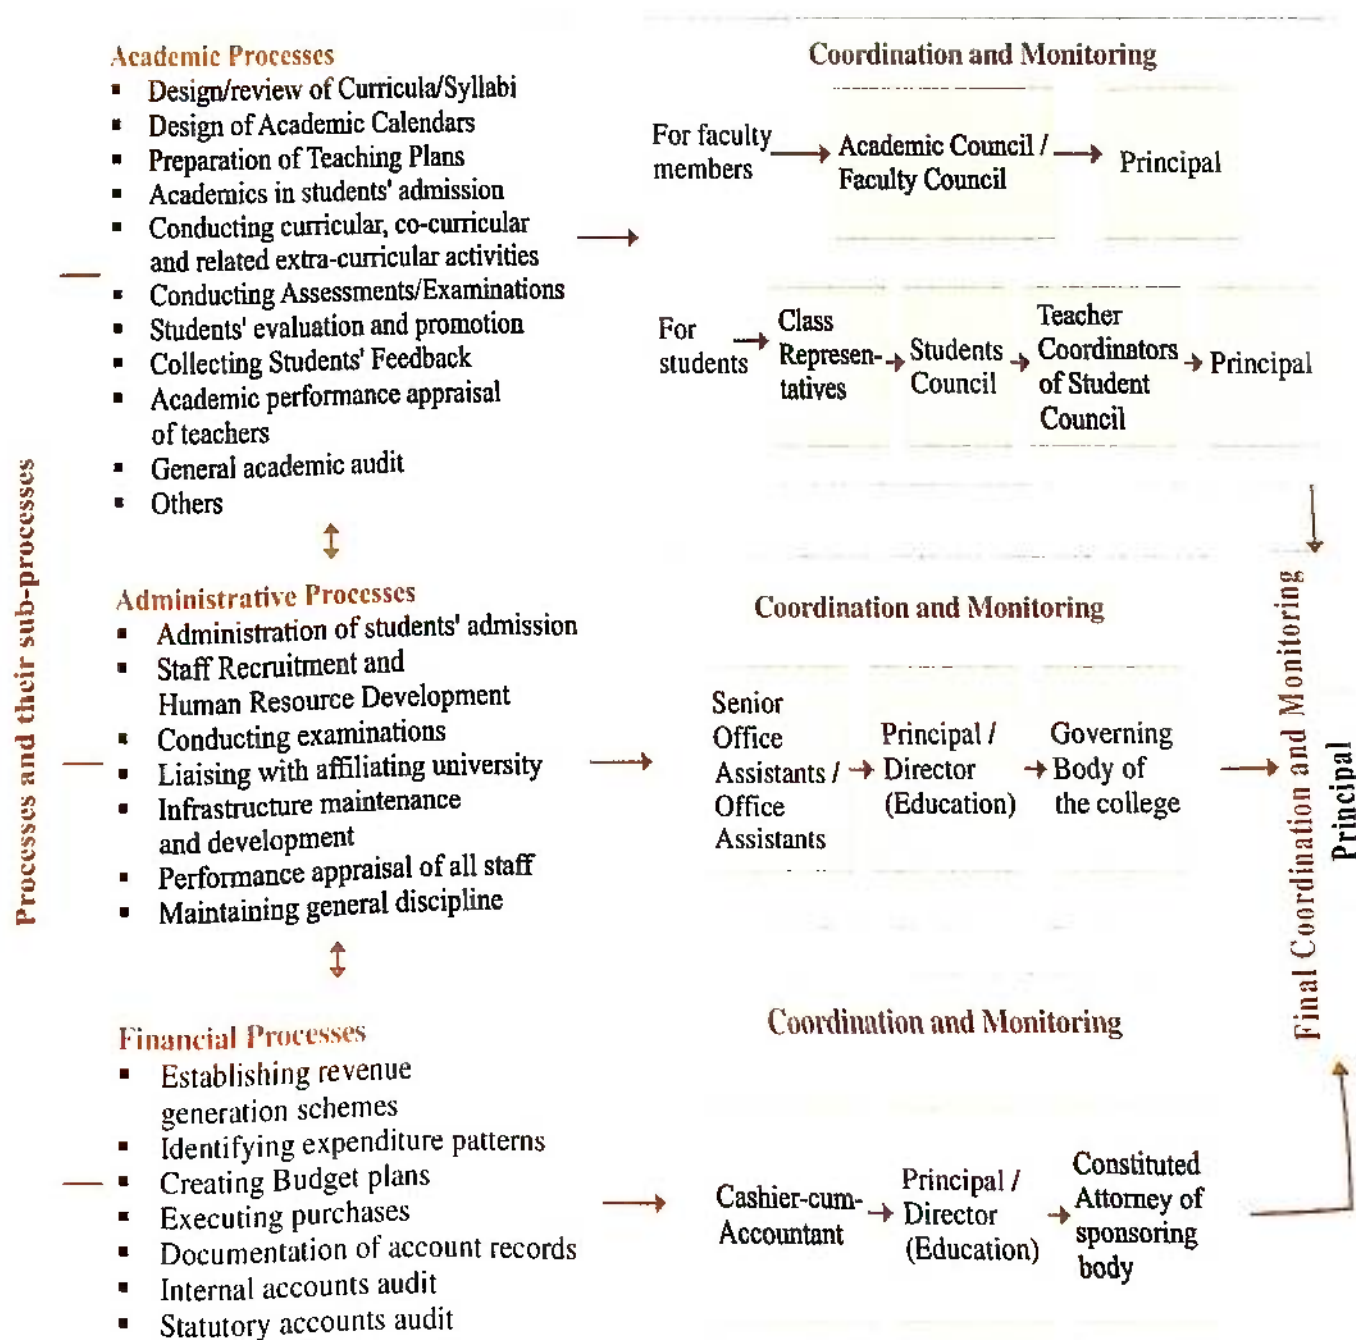 Academic Processes
▪ Design/review of Curricula/Syllabi
▪ Design of Academic Calendars
▪ Preparation of Teaching Plans
▪ Academics in students' admission
▪ Conducting curricular, co-curricular
and related extra-curricular activities
▪ Conducting Assessments/Examinations
▪ Students' evaluation and promotion
▪ Collecting Students' Feedback
▪ Academic performance appraisal
of teachers
▪ General academic audit
▪ Others
Coordination and Monitoring
For faculty
members
Academic Council /
Faculty Council
Principal
For
students
Class
Represen-
tatives
Students
Council
Teacher
Coordinators
of Student
Council
Principal
Processes and their sub-processes
Administrative Processes
▪ Administration of students' admission
▪ Staff Recruitment and
Human Resource Development
▪ Conducting examinations
▪ Liaising with affiliating university
▪ Infrastructure maintenance
and development
▪ Performance appraisal of all staff
▪ Maintaining general discipline
Coordination and Monitoring
Senior
Office
Assistants /
Office
Assistants
Principal /
Director
(Education)
Governing
Body of
the college
Final Coordination and Monitoring
Principal
Financial Processes
▪ Establishing revenue
generation schemes
▪ Identifying expenditure patterns
▪ Creating Budget plans
▪ Executing purchases
▪ Documentation of account records
▪ Internal accounts audit
▪ Statutory accounts audit
Coordination and Monitoring
Cashier-cum-
Accountant
Principal /
Director
(Education)
Constituted
Attorney of
sponsoring
body